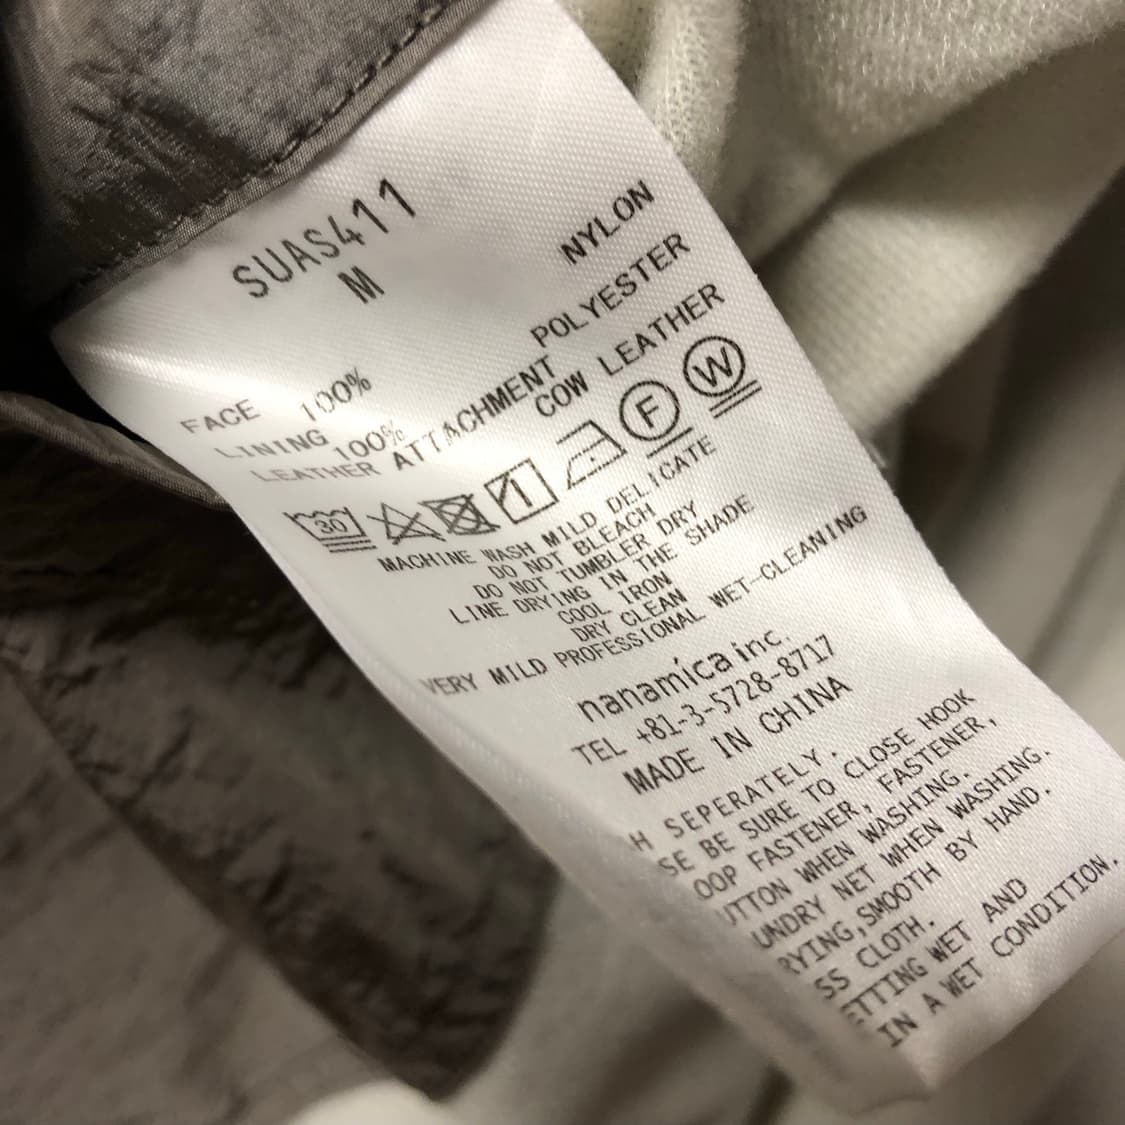 SUAS411
M
FACE 100% NYLON
LINING 100% POLYESTER
LEATHER ATTACHMENT COW LEATHER
30 F W
MACHINE WASH MILD DELICATE
DO NOT BLEACH
DO NOT TUMBLER DRY
LINE DRYING IN THE SHADE
COOL IRON
DRY CLEAN
VERY MILD PROFESSIONAL WET-CLEANING
nanamica inc.
TEL +81-3-5728-8717
MADE IN CHINA
H SEPERATELY.
SE BE SURE TO CLOSE HOOK
OOP FASTENER, FASTENER,
UTTON WHEN WASHING.
UNDRY NET WHEN WASHING.
RYING,SMOOTH BY HAND.
SS CLOTH.
ETTING WET AND
IN A WET CONDITION.